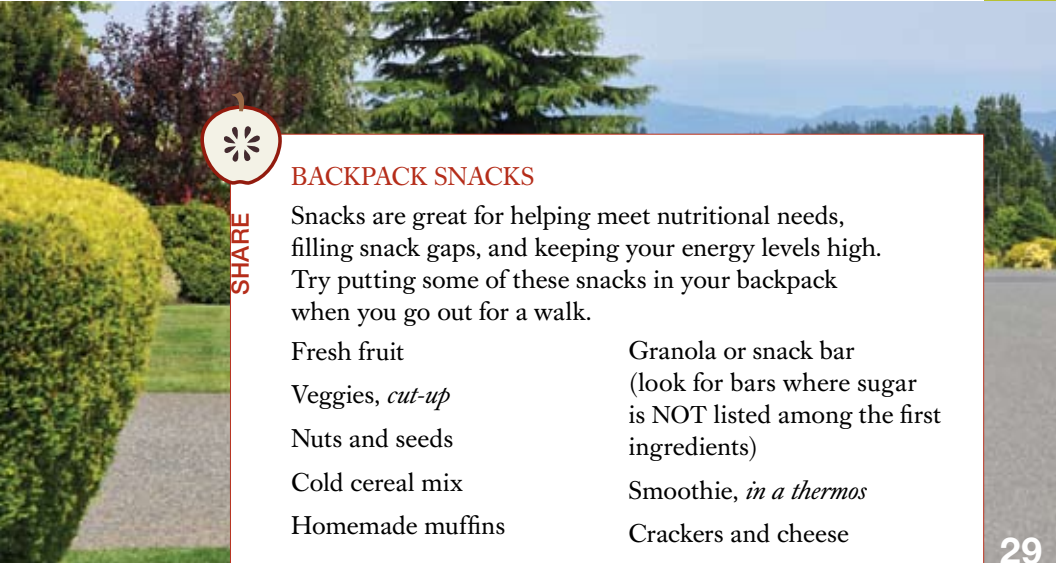 SHARE
BACKPACK SNACKS
Snacks are great for helping meet nutritional needs,
filling snack gaps, and keeping your energy levels high.
Try putting some of these snacks in your backpack
when you go out for a walk.
Fresh fruit
Veggies, cut-up
Nuts and seeds
Cold cereal mix
Homemade muffins
Granola or snack bar
(look for bars where sugar
is NOT listed among the first
ingredients)
Smoothie, in a thermos
Crackers and cheese
29